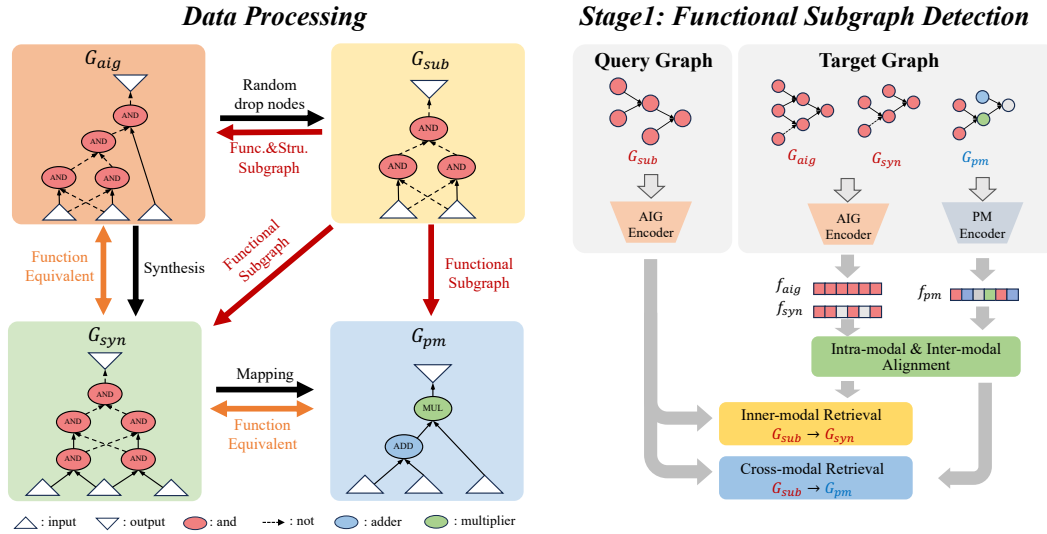 Data Processing
G_aig
AND
AND
AND
AND
Random
drop nodes
Func.&Stru.
Subgraph
G_sub
AND
AND
AND
Function
Equivalent
Synthesis
Functional
Subgraph
Functional
Subgraph
G_syn
AND
AND
AND
AND
AND
Mapping
Function
Equivalent
G_pm
MUL
ADD
: input
: output
: and
: not
: adder
: multiplier
Stage1: Functional Subgraph Detection
Query Graph
G_sub
AIG
Encoder
Target Graph
G_aig
G_syn
G_pm
AIG
Encoder
PM
Encoder
f_aig
f_syn
f_pm
Intra-modal & Inter-modal
Alignment
Inner-modal Retrieval
G_sub → G_syn
Cross-modal Retrieval
G_sub → G_pm